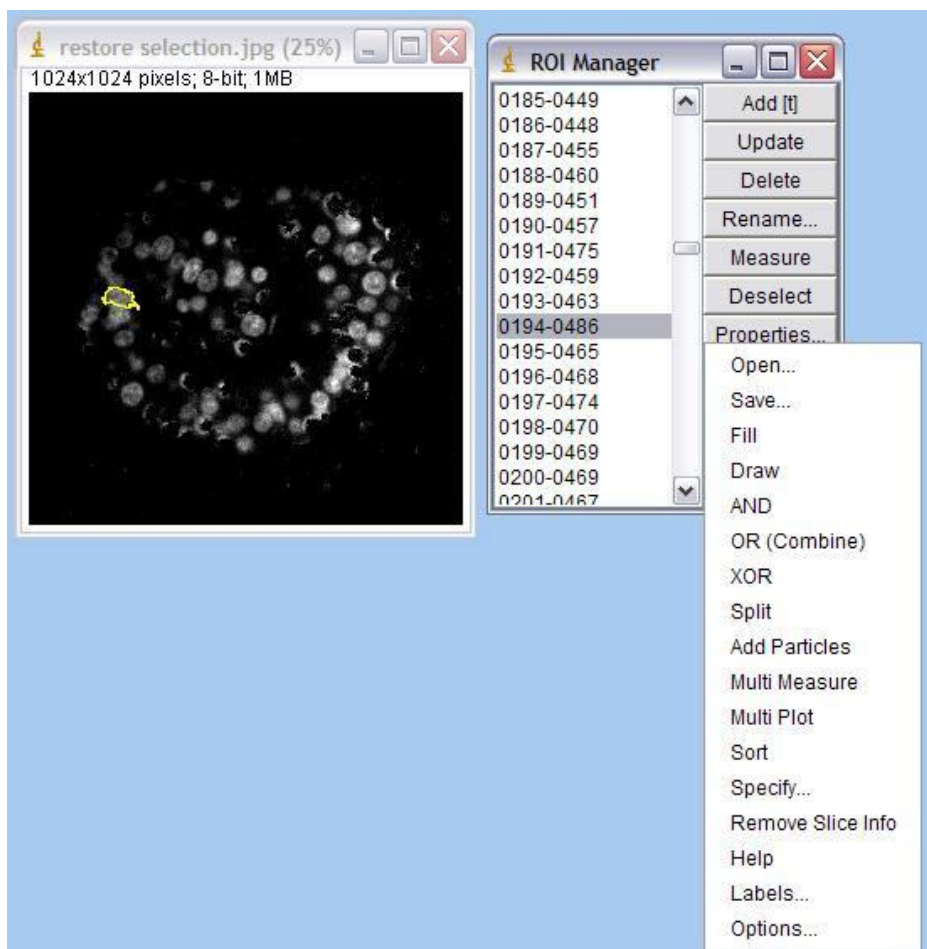 restore selection.jpg (25%)
1024x1024 pixels; 8-bit; 1MB
ROI Manager
0185-0449
0186-0448
0187-0455
0188-0460
0189-0451
0190-0457
0191-0475
0192-0459
0193-0463
0194-0486
0195-0465
0196-0468
0197-0474
0198-0470
0199-0469
0200-0469
0201-0467
Add [t]
Update
Delete
Rename...
Measure
Deselect
Properties...
Open...
Save...
Fill
Draw
AND
OR (Combine)
XOR
Split
Add Particles
Multi Measure
Multi Plot
Sort
Specify...
Remove Slice Info
Help
Labels...
Options...